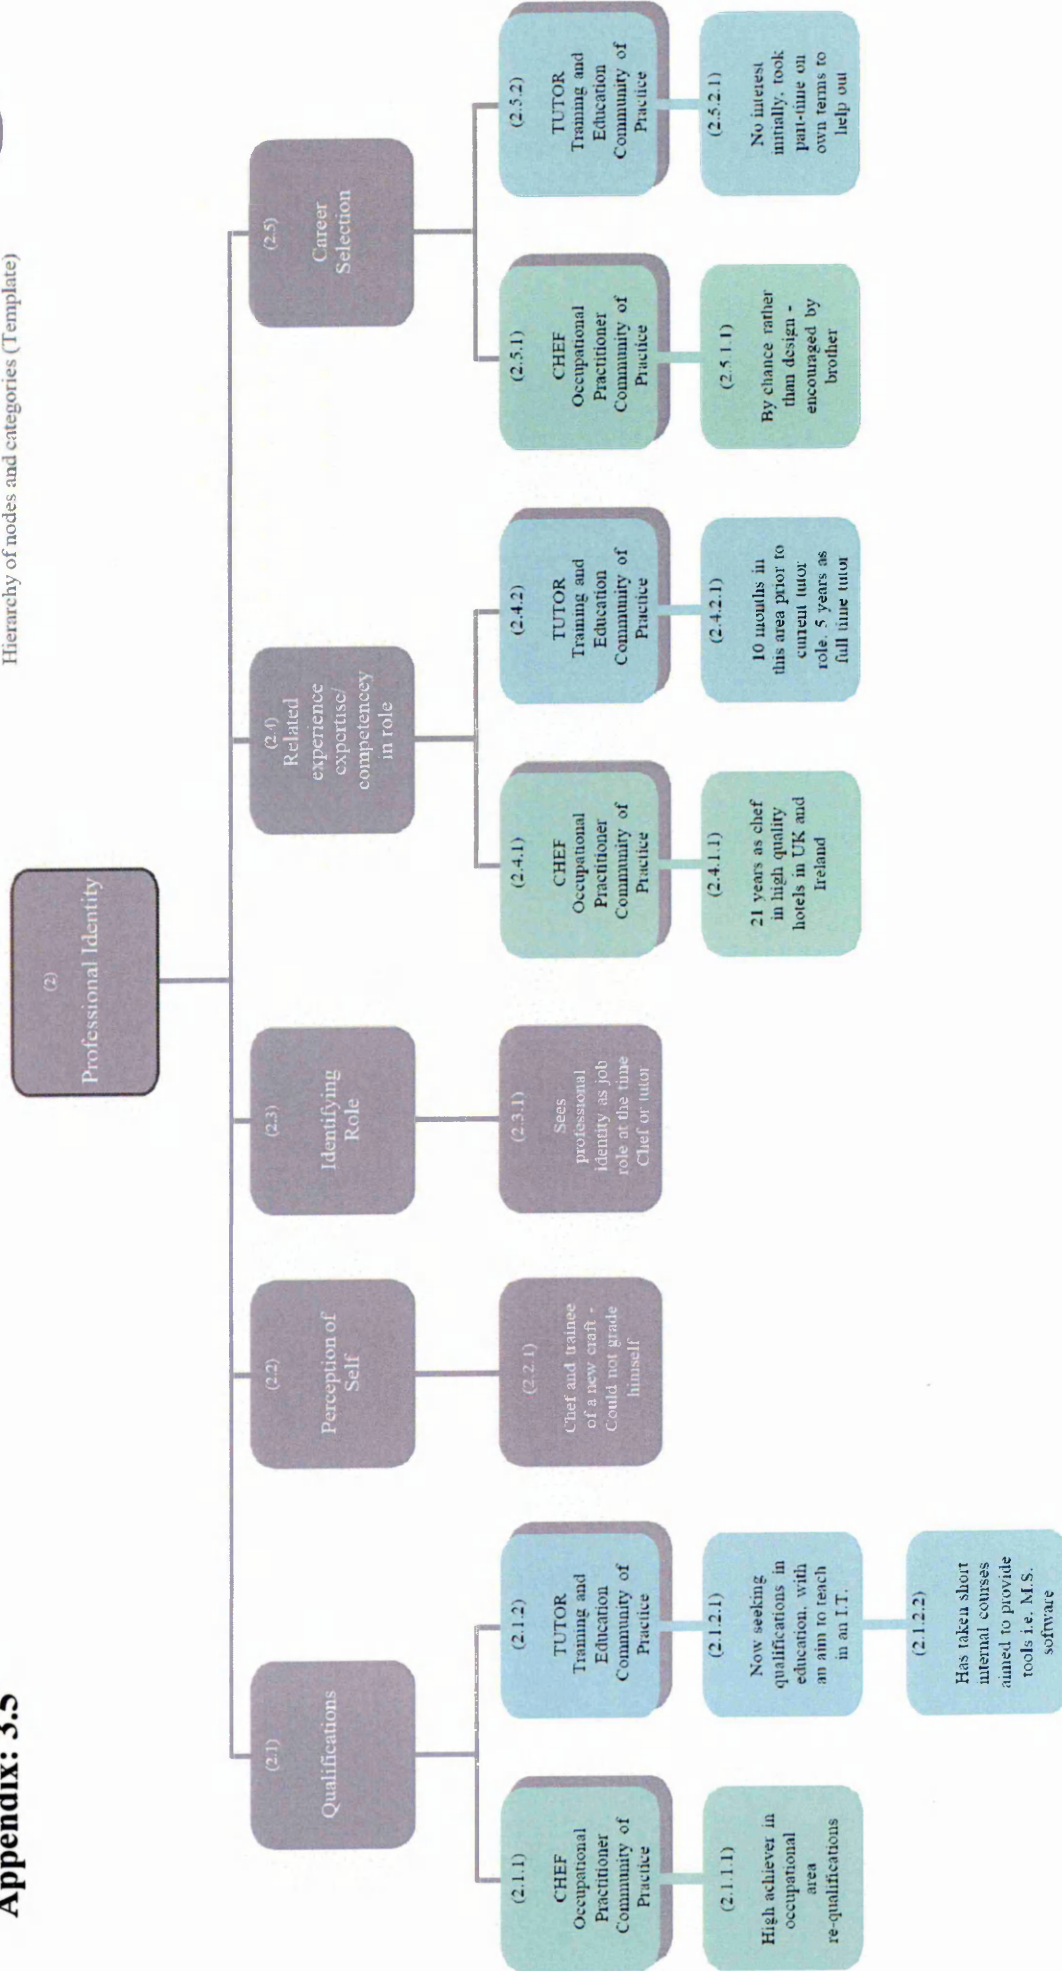 Appendix: 3.5
Hierarchy of nodes and categories (Template)
(2)
Professional Identity
(2.1)
Qualifications
(2.2)
Perception of
Self
(2.3)
Identifying
Role
(2.4)
Related
experience
expertise/
competencey
in role
(2.5)
Career
Selection
(2.1.1)
CHEF
Occupational
Practitioner
Community of
Practice
(2.1.2)
TUTOR
Training and
Education
Community of
Practice
(2.2.1)
Chef and trainee
of a new craft -
Could not grade
himself
(2.3.1)
Sees
professional
identity as job
role at the time
Chef or tutor
(2.4.1)
CHEF
Occupational
Practitioner
Community of
Practice
(2.4.2)
TUTOR
Training and
Education
Community of
Practice
(2.5.1)
CHEF
Occupational
Practitioner
Community of
Practice
(2.5.2)
TUTOR
Training and
Education
Community of
Practice
(2.1.1.1)
High achiever in
occupational
area
re-qualifications
(2.1.2.1)
Now seeking
qualifications in
education, with
an aim to teach
in an I.T.
(2.4.1.1)
21 years as chef
in high quality
hotels in UK and
Ireland
(2.4.2.1)
10 months in
this area prior to
current tutor
role. 5 years as
full time tutor
(2.5.1.1)
By chance rather
than design -
encouraged by
brother
(2.5.2.1)
No interest
initially, took
part-time on
own terms to
help out
(2.1.2.2)
Has taken short
internal courses
aimed to provide
tools i.e. M.S.
software